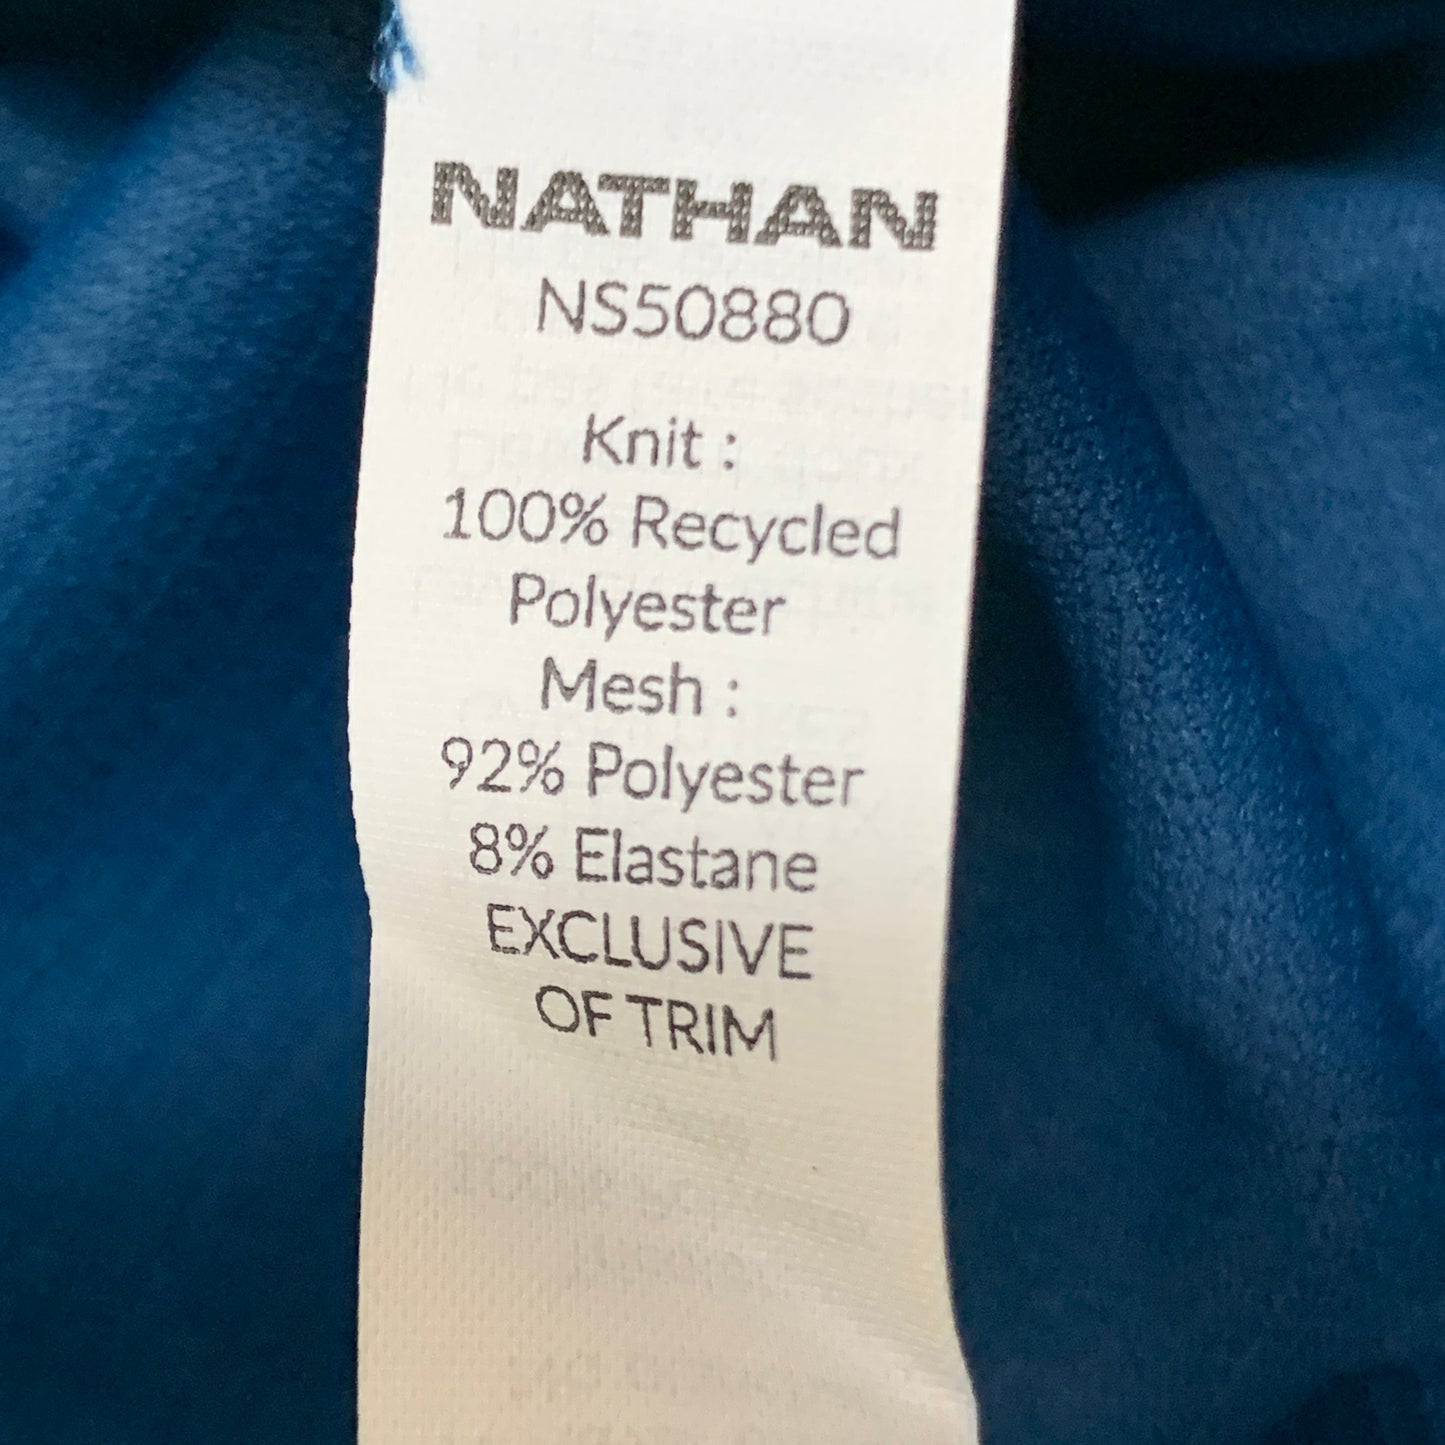 NATHAN
NS50880
Knit :
100% Recycled
Polyester
Mesh :
92% Polyester
8% Elastane
EXCLUSIVE
OF TRIM